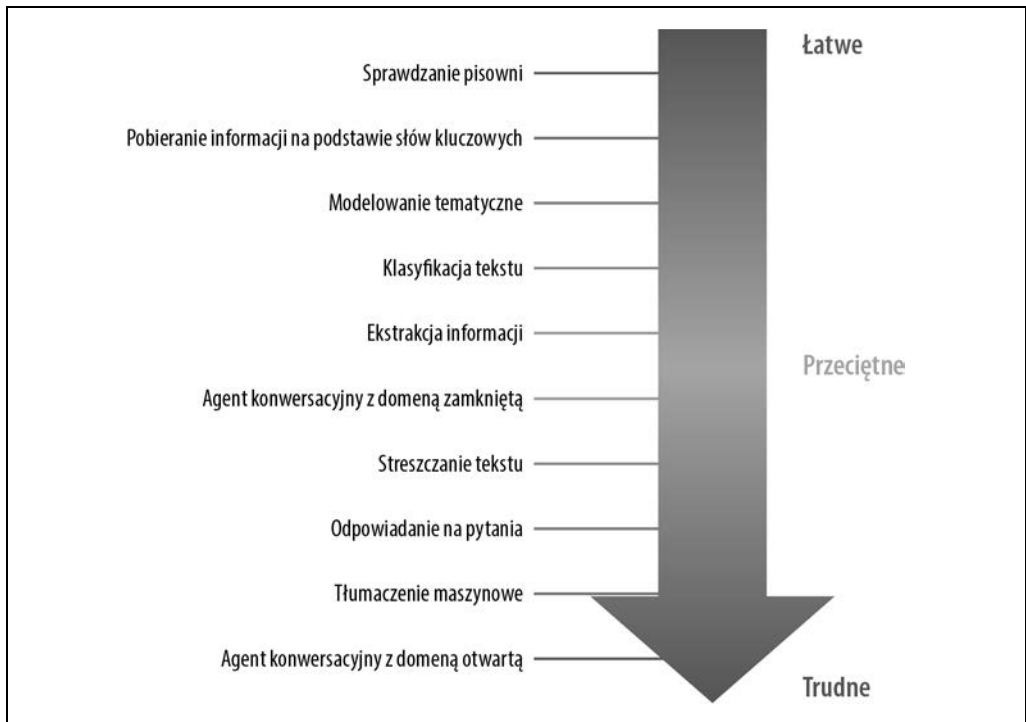 Łatwe
Sprawdzanie pisowni
Pobieranie informacji na podstawie słów kluczowych
Modelowanie tematyczne
Klasyfikacja tekstu
Ekstrakcja informacji
Przeciętne
Agent konwersacyjny z domeną zamkniętą
Streszczanie tekstu
Odpowiadanie na pytania
Tłumaczenie maszynowe
Agent konwersacyjny z domeną otwartą
Trudne